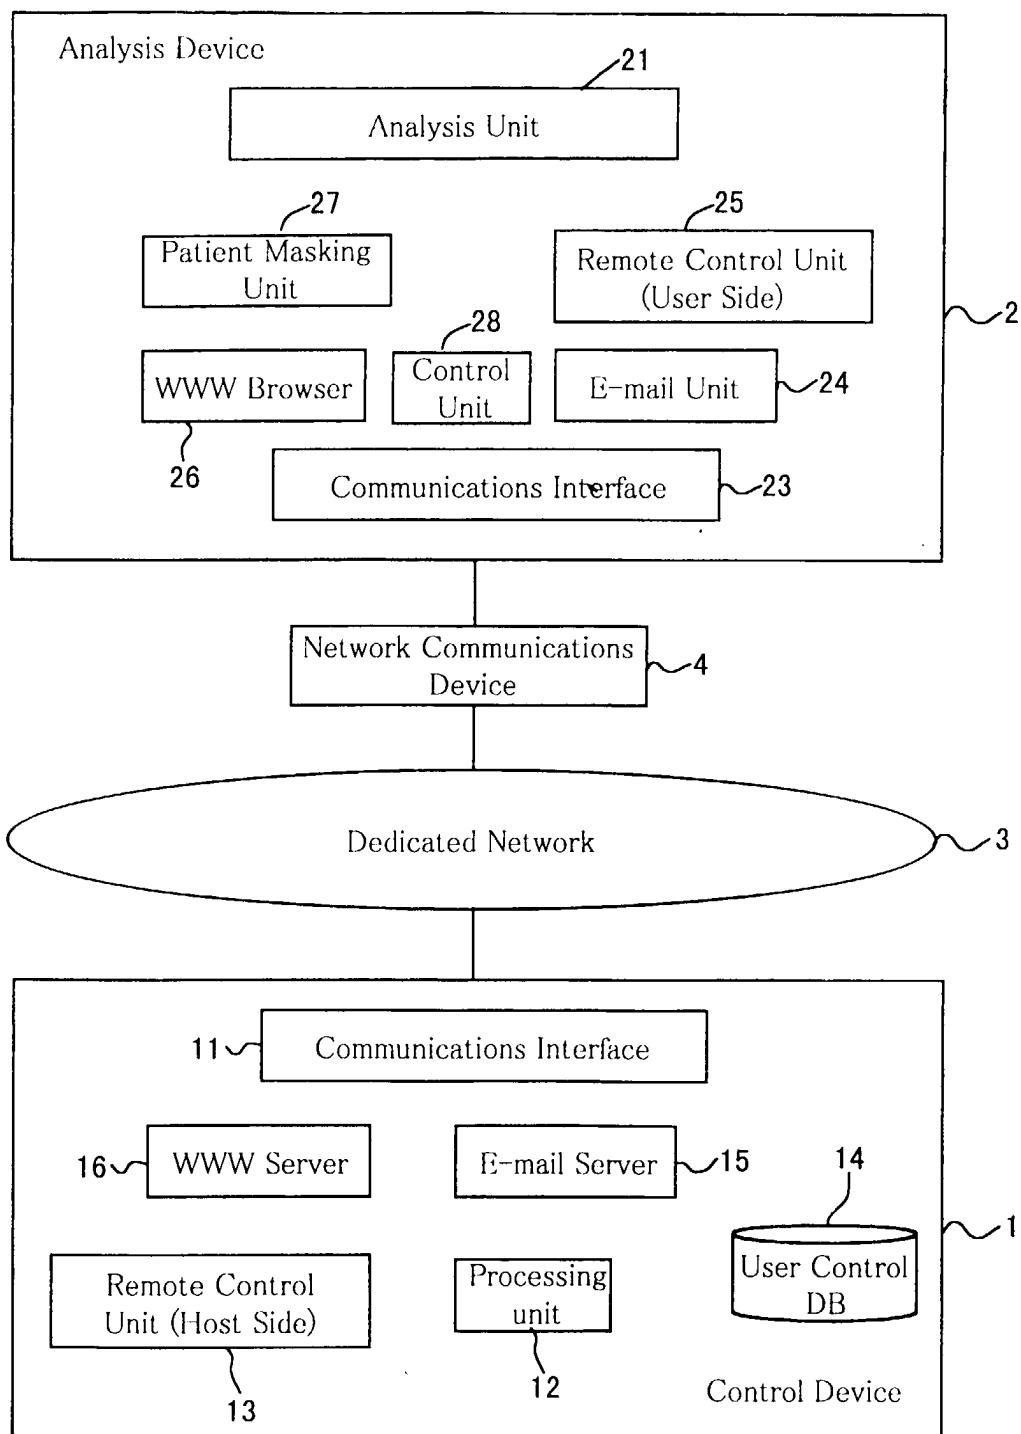 Analysis Device
21
Analysis Unit
27
25
Patient Masking
Unit
Remote Control Unit
(User Side)
2
28
WWW Browser
Control
Unit
E-mail Unit
24
26
Communications Interface
23
Network Communications
Device
4
Dedicated Network
3
11
Communications Interface
16
WWW Server
E-mail Server
15
14
1
Remote Control
Unit (Host Side)
Processing
unit
User Control
DB
13
12
Control Device